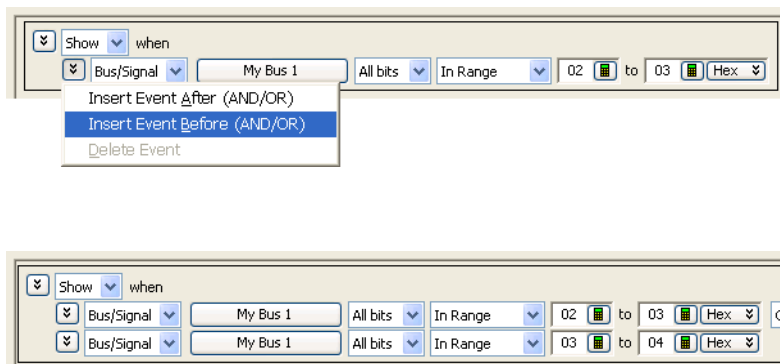 Show when
Bus/Signal My Bus 1 All bits In Range 02 to 03 Hex
Insert Event After (AND/OR)
Insert Event Before (AND/OR)
Delete Event
Show when
Bus/Signal My Bus 1 All bits In Range 02 to 03 Hex
Bus/Signal My Bus 1 All bits In Range 03 to 04 Hex